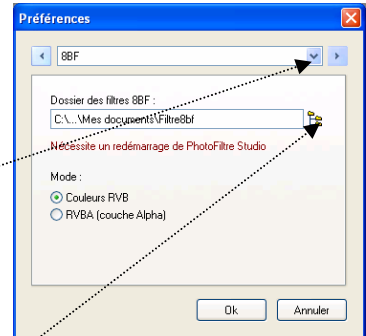 Préférences
8BF
Dossier des filtres 8BF :
C:\...\Mes documents\Filtre8bf
Nécessite un redémarrage de PhotoFiltre Studio
Mode :
Couleurs RVB
RVBA (couche Alpha)
Ok
Annuler